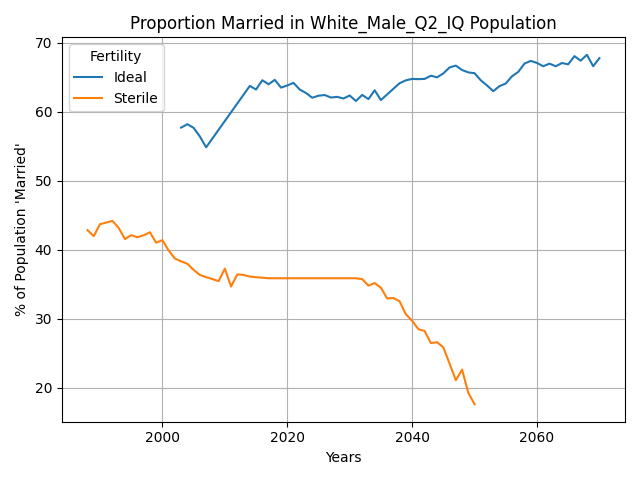 Proportion Married in White_Male_Q2_IQ Population
Fertility
Ideal
Sterile
% of Population 'Married'
70
60
50
40
30
20
2000 2020 2040 2060
Years